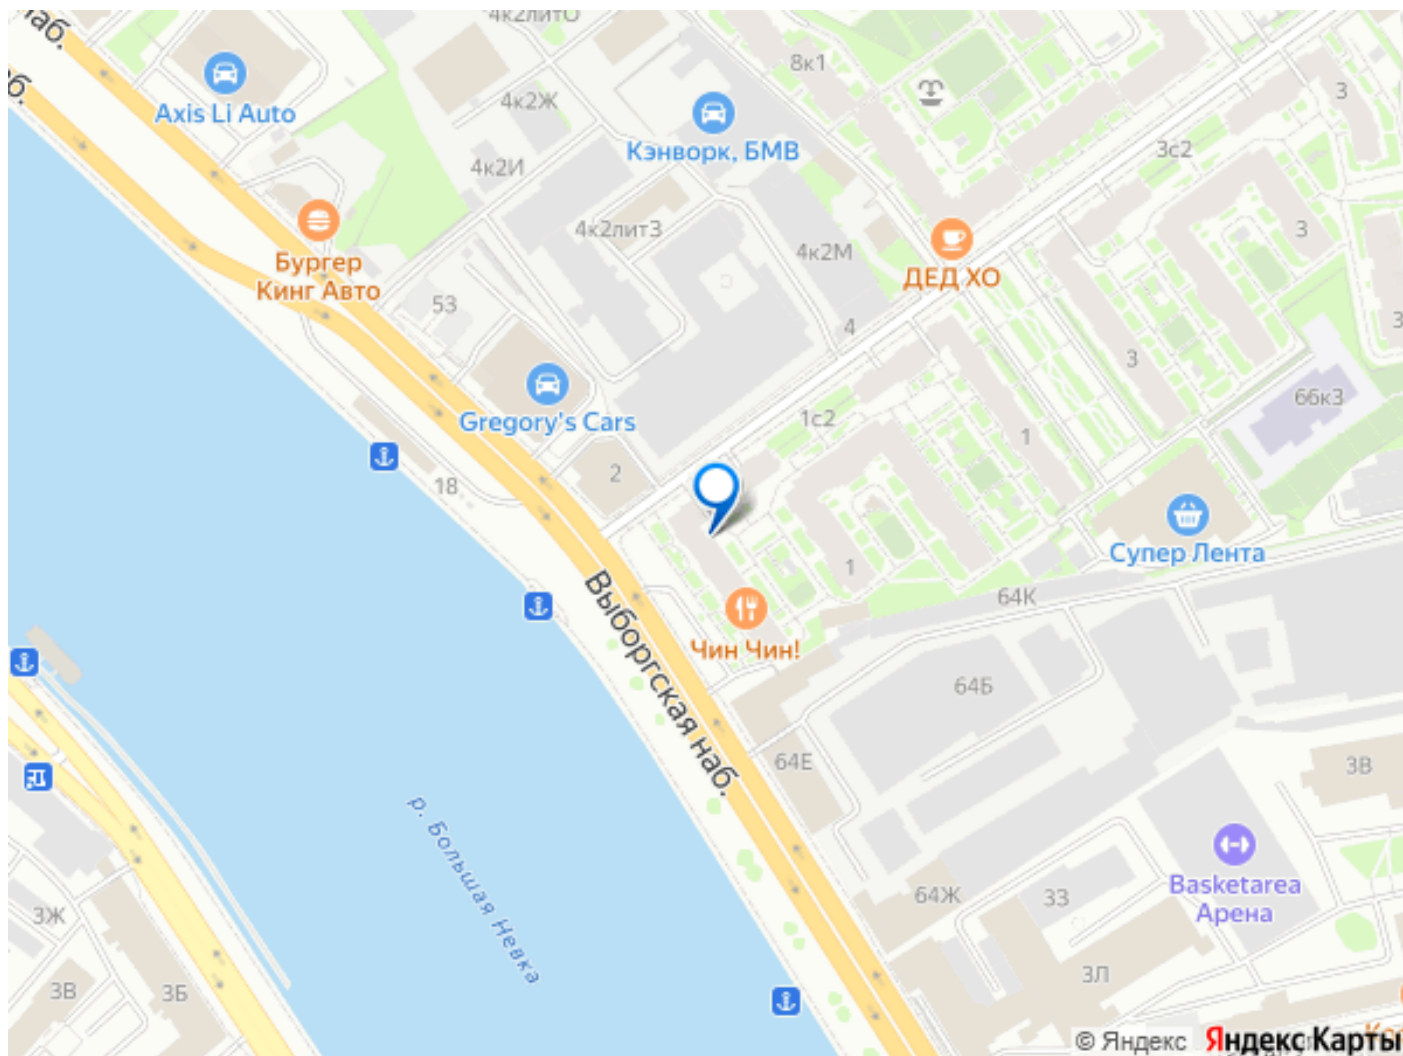 наб.
4к2литО
Axis Li Auto
8к1
3
4к2Ж
Кэнворк, БМВ
3с2
4к2И
4к2лит3
4к2М
3
Бургер
Кинг Авто
ДЕД ХО
53
4
3
3
Gregory's Cars
66к3
1с2
1
2
18
Супер Лента
1
64К
Выборгская наб.
Чин Чин!
64Б
64Е
3В
р. Большая Невка
Basketarea
Арена
64Ж
33
3Ж
3Л
3В
3Б
© Яндекс
Яндекс Карты